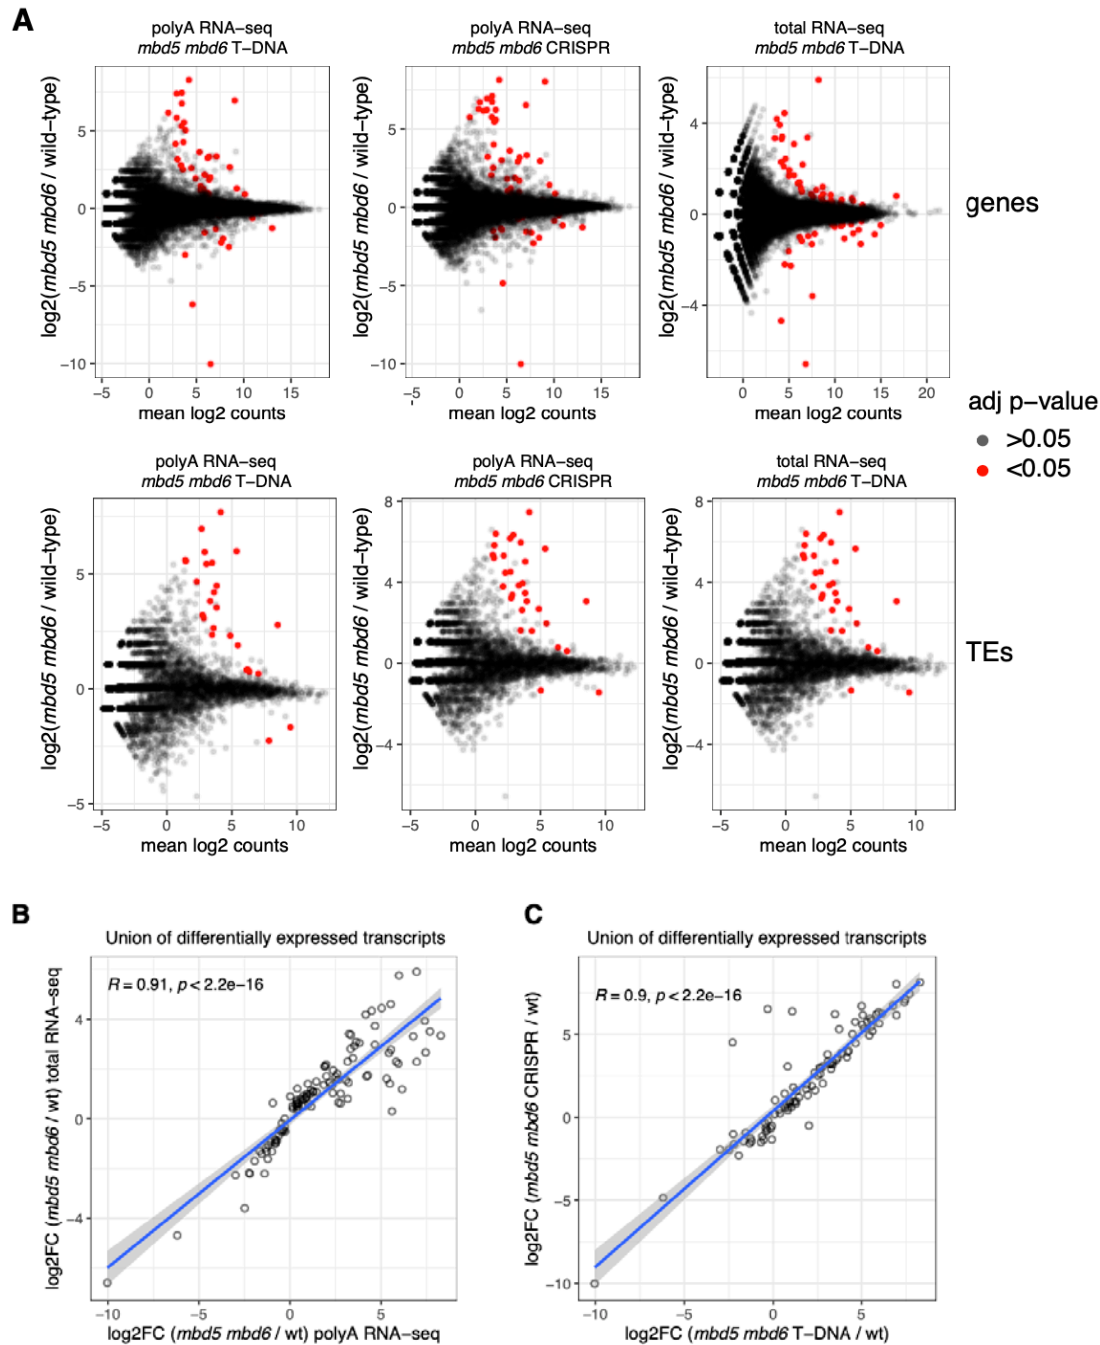 A
polyA RNA−seq
mbd5 mbd6 T−DNA
polyA RNA−seq
mbd5 mbd6 CRISPR
total RNA−seq
mbd5 mbd6 T−DNA
log2(mbd5 mbd6 / wild−type)
5
0
−5
−10
−5 0 5 10 15
mean log2 counts
log2(mbd5 mbd6 / wild−type)
5
0
−5
−10
−5 0 5 10 15
mean log2 counts
log2(mbd5 mbd6 / wild−type)
4
0
−4
0 5 10 15 20
mean log2 counts
genes
adj p−value
>0.05
<0.05
polyA RNA−seq
mbd5 mbd6 T−DNA
polyA RNA−seq
mbd5 mbd6 CRISPR
total RNA−seq
mbd5 mbd6 T−DNA
log2(mbd5 mbd6 / wild−type)
5
0
−5
−5 0 5 10
mean log2 counts
log2(mbd5 mbd6 / wild−type)
8
4
0
−4
−5 0 5 10
mean log2 counts
log2(mbd5 mbd6 / wild−type)
8
4
0
−4
−5 0 5 10
mean log2 counts
TEs
B
Union of differentially expressed transcripts
R = 0.91, p < 2.2e−16
log2FC (mbd5 mbd6 / wt) total RNA−seq
4
0
−4
−10 −5 0 5
log2FC (mbd5 mbd6 / wt) polyA RNA−seq
C
Union of differentially expressed transcripts
R = 0.9, p < 2.2e−16
log2FC (mbd5 mbd6 CRISPR / wt)
5
0
−5
−10
−10 −5 0 5
log2FC (mbd5 mbd6 T−DNA / wt)